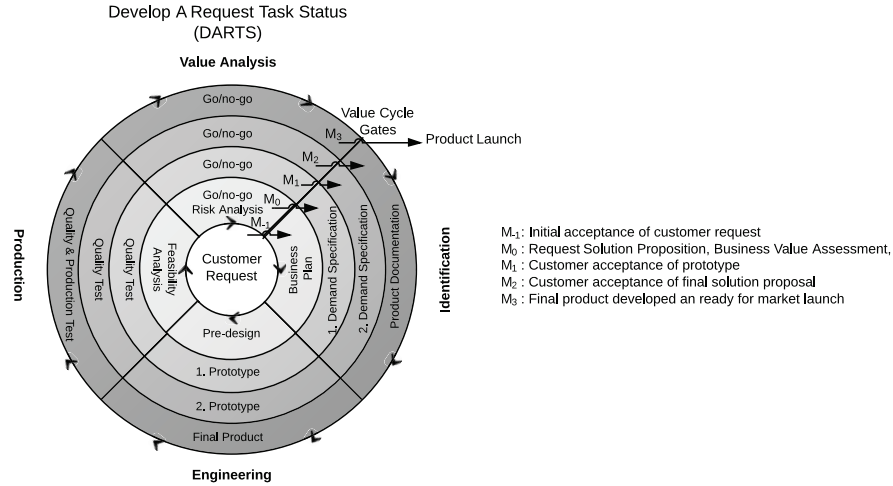 Develop A Request Task Status
(DARTS)
Value Analysis
Go/no-go
Value Cycle
Gates
Go/no-go
M3
Product Launch
Go/no-go
M2
M1
Go/no-go
Risk Analysis
M0
M-1
Production
Quality & Production Test
Quality Test
Quality Test
Feasibility
Analysis
Customer
Request
Business
Plan
1. Demand Specification
2. Demand Specification
Product Documentation
Identification
Pre-design
1. Prototype
2. Prototype
Final Product
Engineering
M-1: Initial acceptance of customer request
M0 : Request Solution Proposition, Business Value Assessment,
M1 : Customer acceptance of prototype
M2 : Customer acceptance of final solution proposal
M3 : Final product developed an ready for market launch